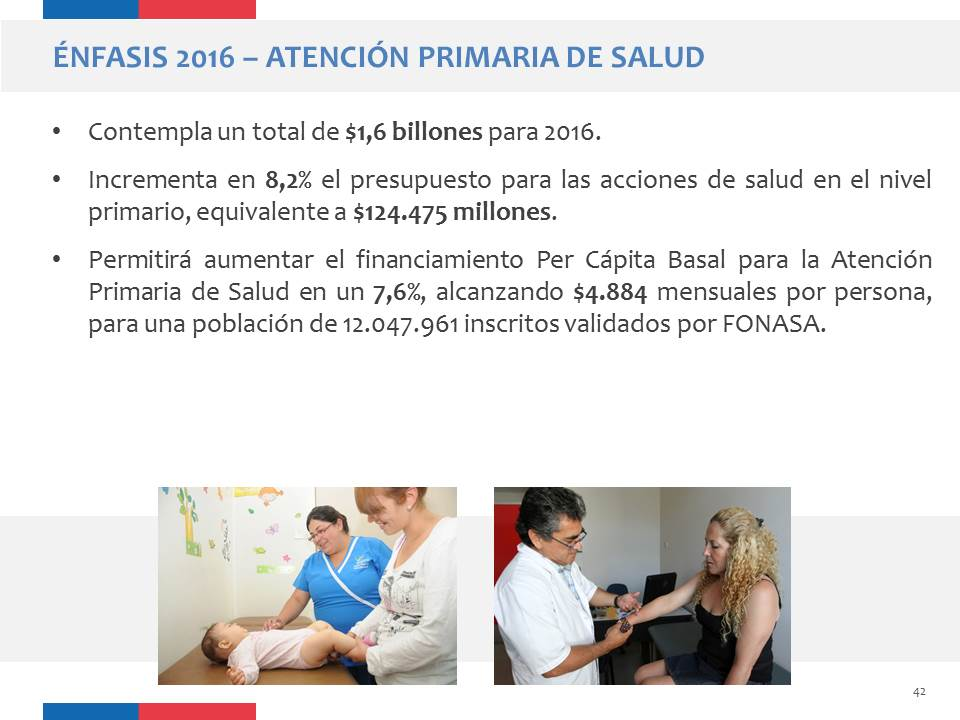 ÉNFASIS 2016 – ATENCIÓN PRIMARIA DE SALUD
• Contempla un total de $1,6 billones para 2016.
• Incrementa en 8,2% el presupuesto para las acciones de salud en el nivel
primario, equivalente a $124.475 millones.
• Permitirá aumentar el financiamiento Per Cápita Basal para la Atención
Primaria de Salud en un 7,6%, alcanzando $4.884 mensuales por persona,
para una población de 12.047.961 inscritos validados por FONASA.
42